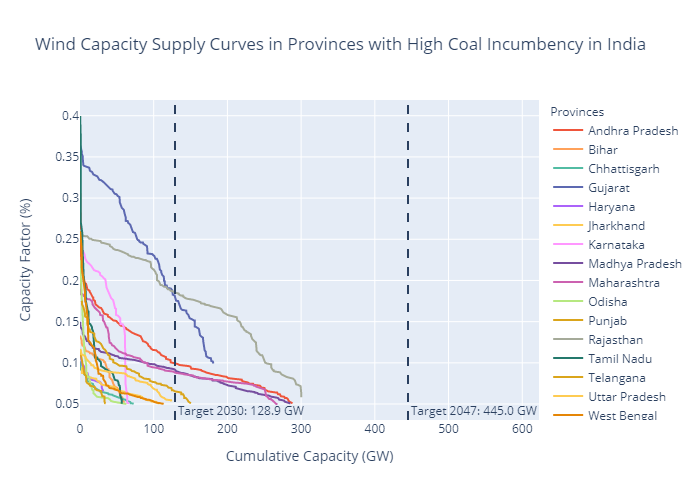 Wind Capacity Supply Curves in Provinces with High Coal Incumbency in India
Capacity Factor (%)
0.4
0.35
0.3
0.25
0.2
0.15
0.1
0.05
0
100
200
300
400
500
600
Cumulative Capacity (GW)
Target 2030: 128.9 GW
Target 2047: 445.0 GW
Provinces
Andhra Pradesh
Bihar
Chhattisgarh
Gujarat
Haryana
Jharkhand
Karnataka
Madhya Pradesh
Maharashtra
Odisha
Punjab
Rajasthan
Tamil Nadu
Telangana
Uttar Pradesh
West Bengal